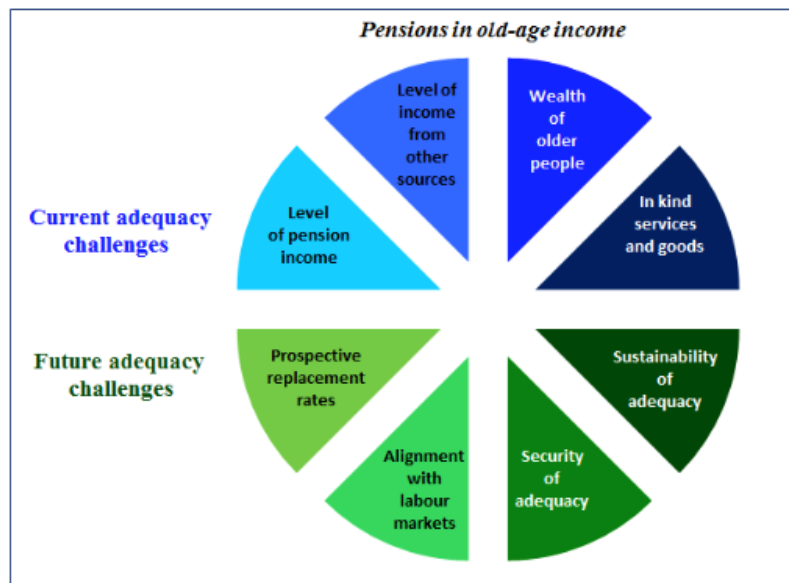 Pensions in old-age income
Level of
income
from
other
sources
Wealth
of
older
people
Current adequacy
challenges
Level
of pension
income
In kind
services
and goods
Future adequacy
challenges
Prospective
replacement
rates
Sustainability
of
adequacy
Alignment
with
labour
markets
Security
of
adequacy